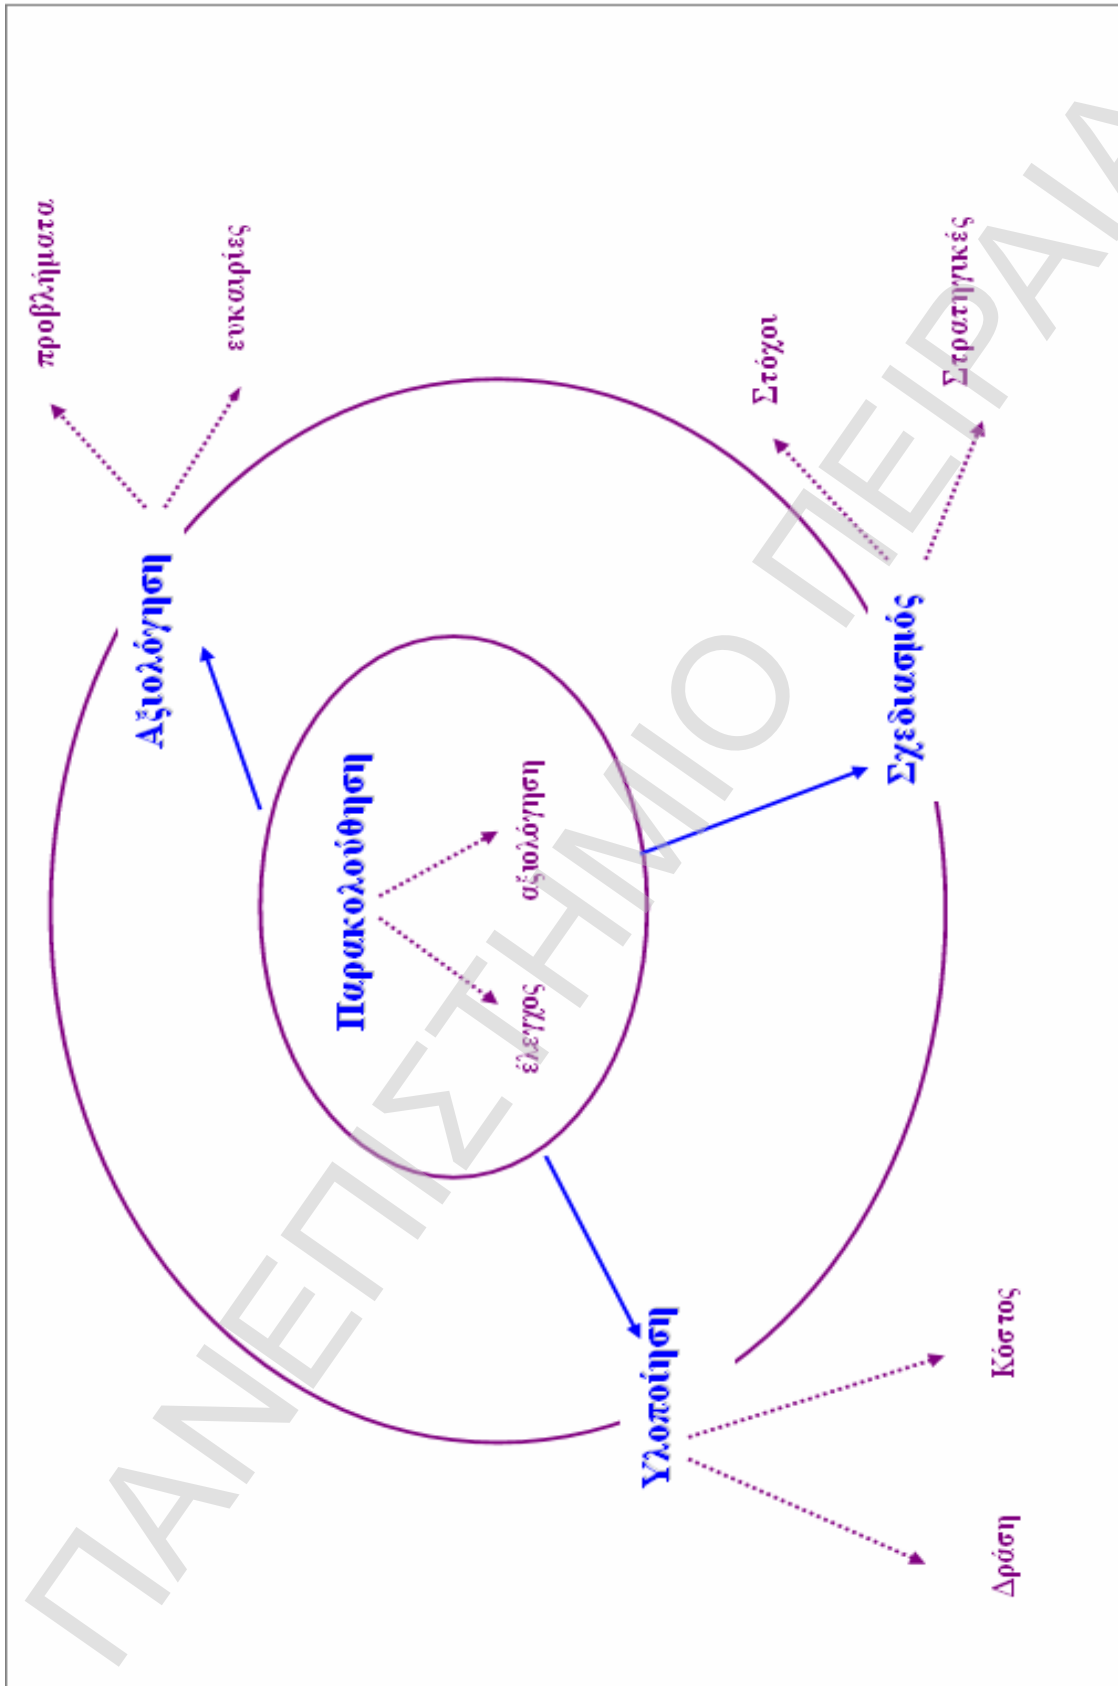 προβλήματα
Αξιολόγηση
ευκαιρίες
Παρακολούθηση
έλεγχος
αξιολόγηση
Υλοποίηση
Στόχοι
Σχεδιασμός
Στρατηγικές
Δράση
Κόστος
ΠΑΝΕΠΙΣΤΗΜΙΟ ΠΕΙΡΑΙΑ